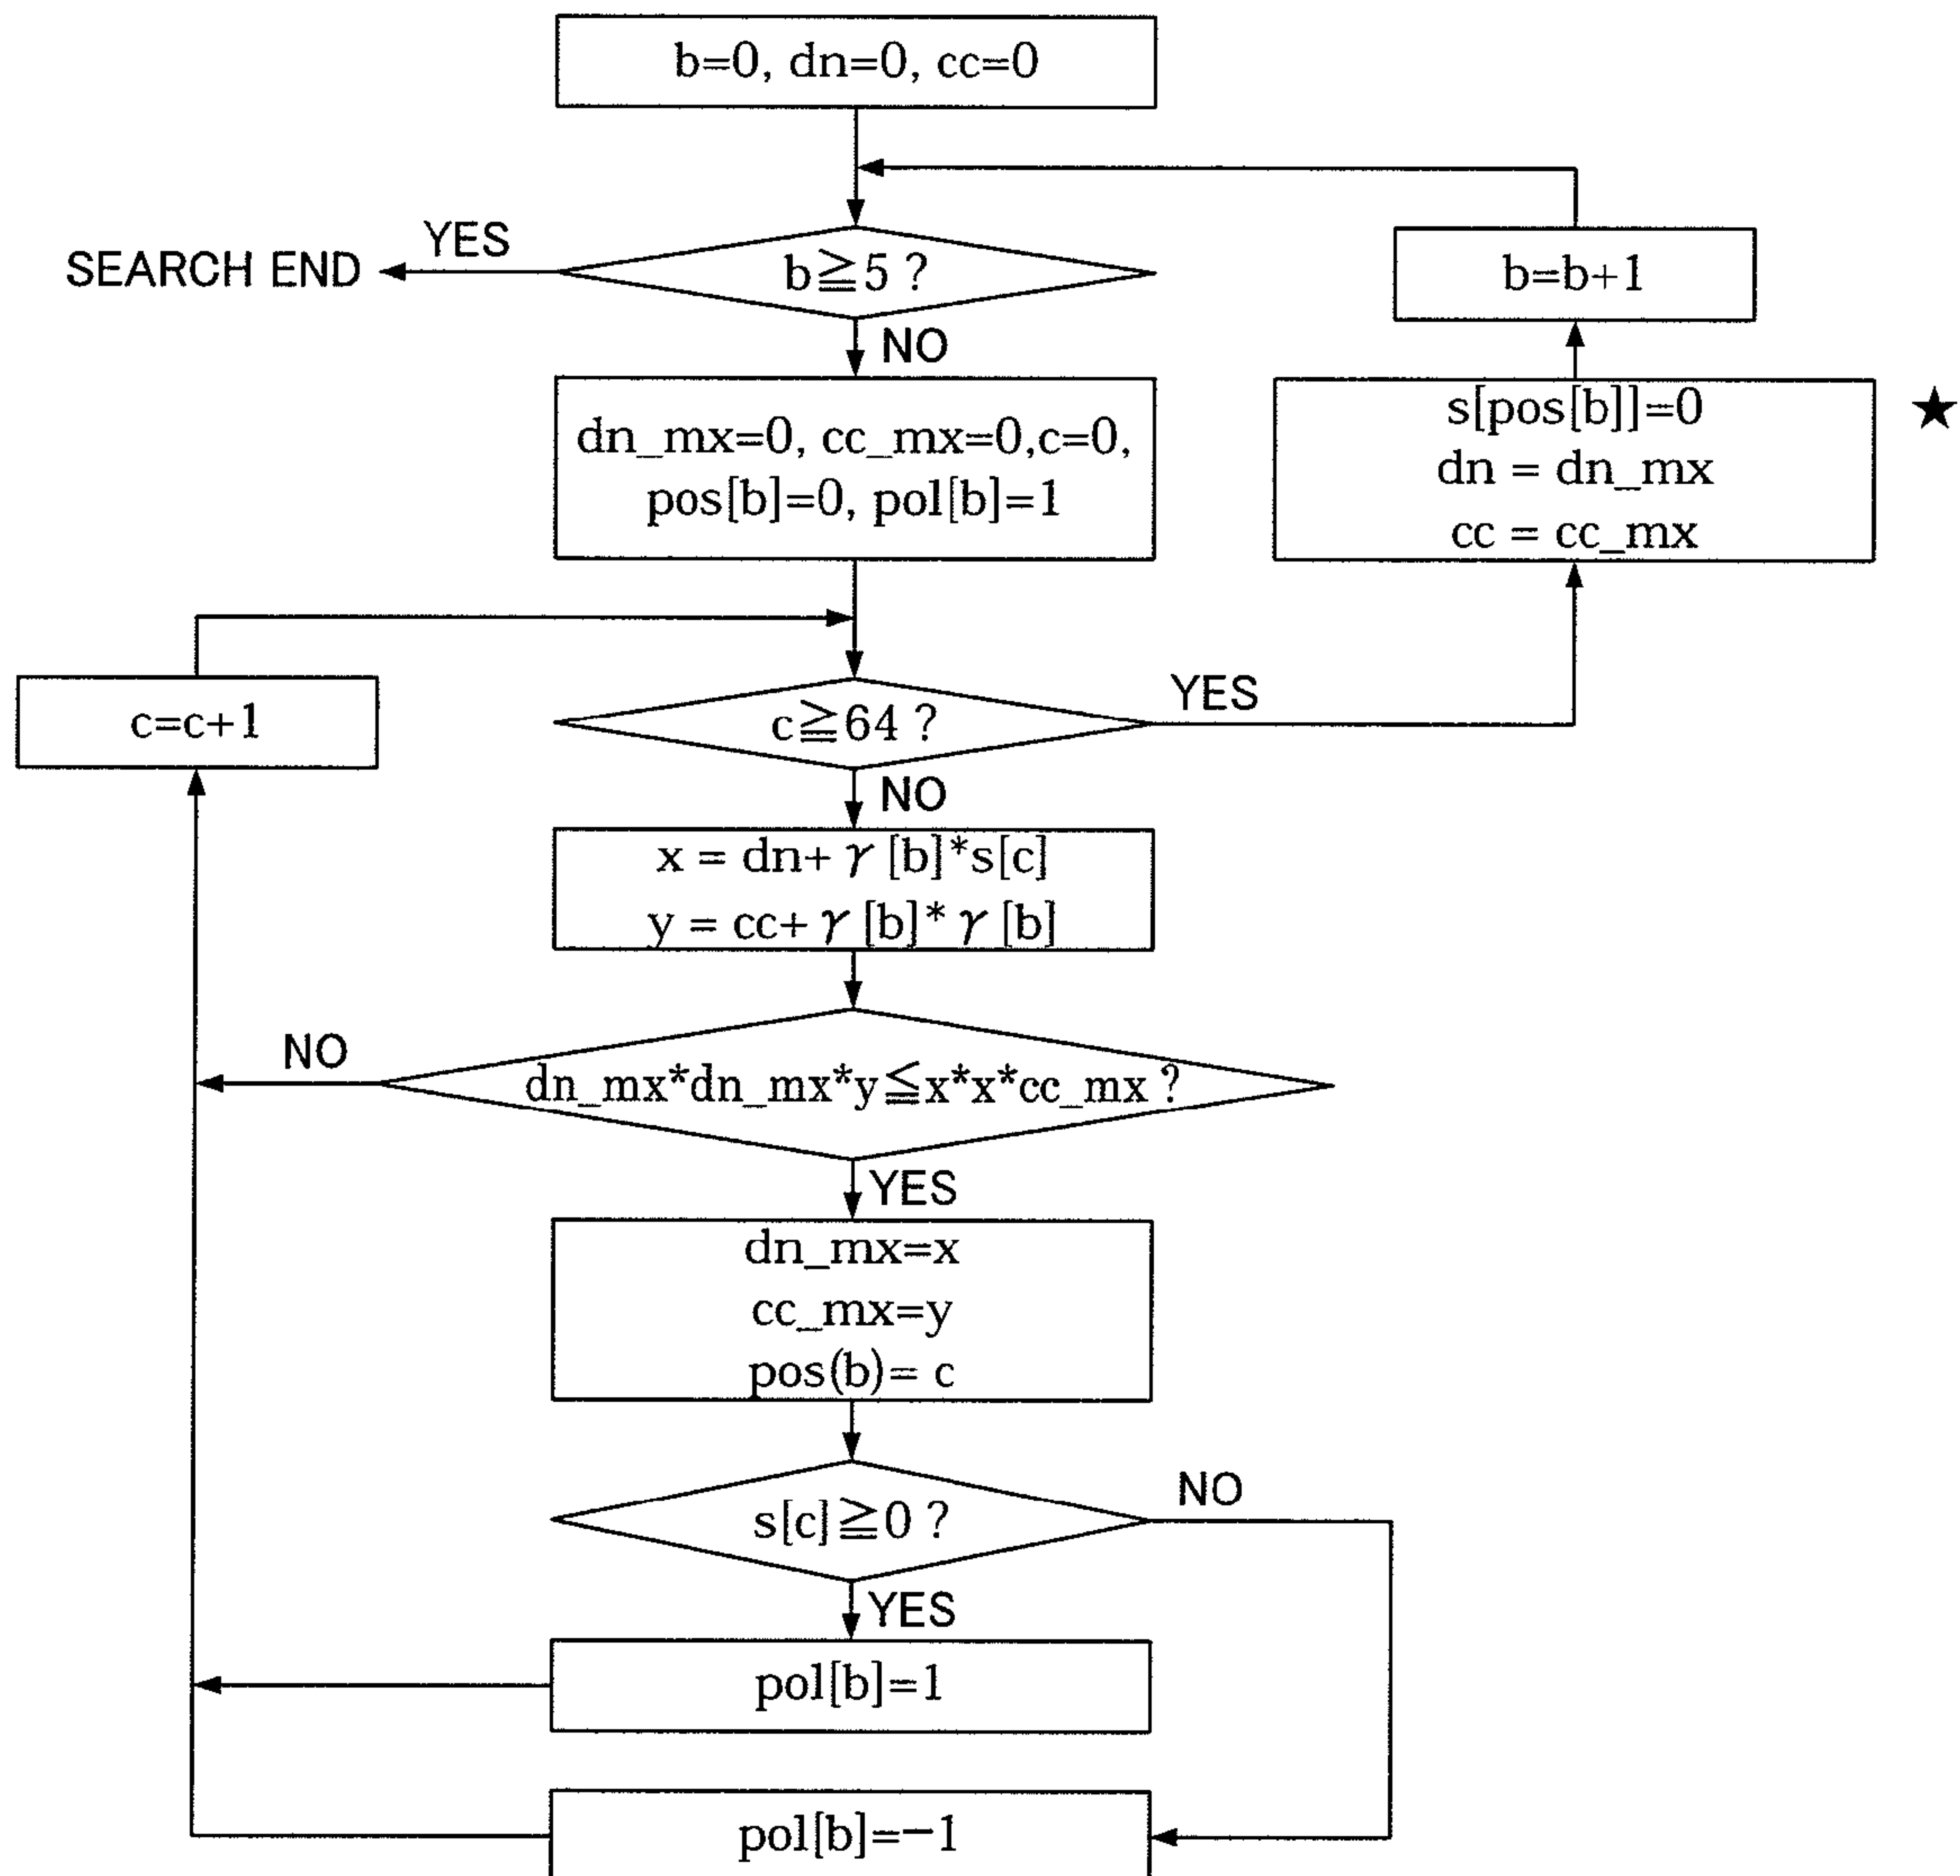 b=0, dn=0, cc=0
b≧5 ?
YES
SEARCH END
NO
b=b+1
dn_mx=0, cc_mx=0,c=0,
pos[b]=0, pol[b]=1
s[pos[b]]=0
dn = dn_mx
cc = cc_mx
★
c=c+1
c≧64 ?
YES
NO
x = dn+ γ [b]*s[c]
y = cc+ γ [b]* γ [b]
NO
dn_mx*dn_mx*y≦x*x*cc_mx ?
YES
dn_mx=x
cc_mx=y
pos(b)= c
s[c]≧0 ?
NO
YES
pol[b]=1
pol[b]=−1